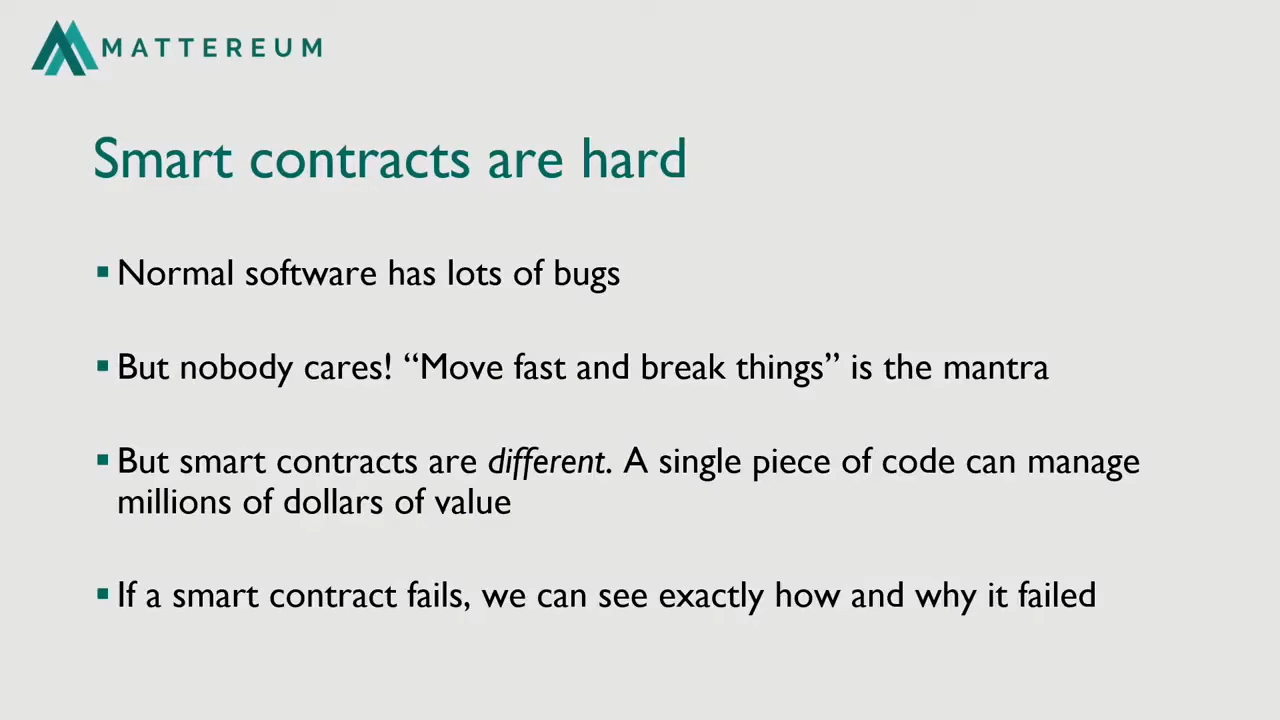 MATTEREUM
Smart contracts are hard
▪ Normal software has lots of bugs
▪ But nobody cares! “Move fast and break things” is the mantra
▪ But smart contracts are different. A single piece of code can manage
millions of dollars of value
▪ If a smart contract fails, we can see exactly how and why it failed